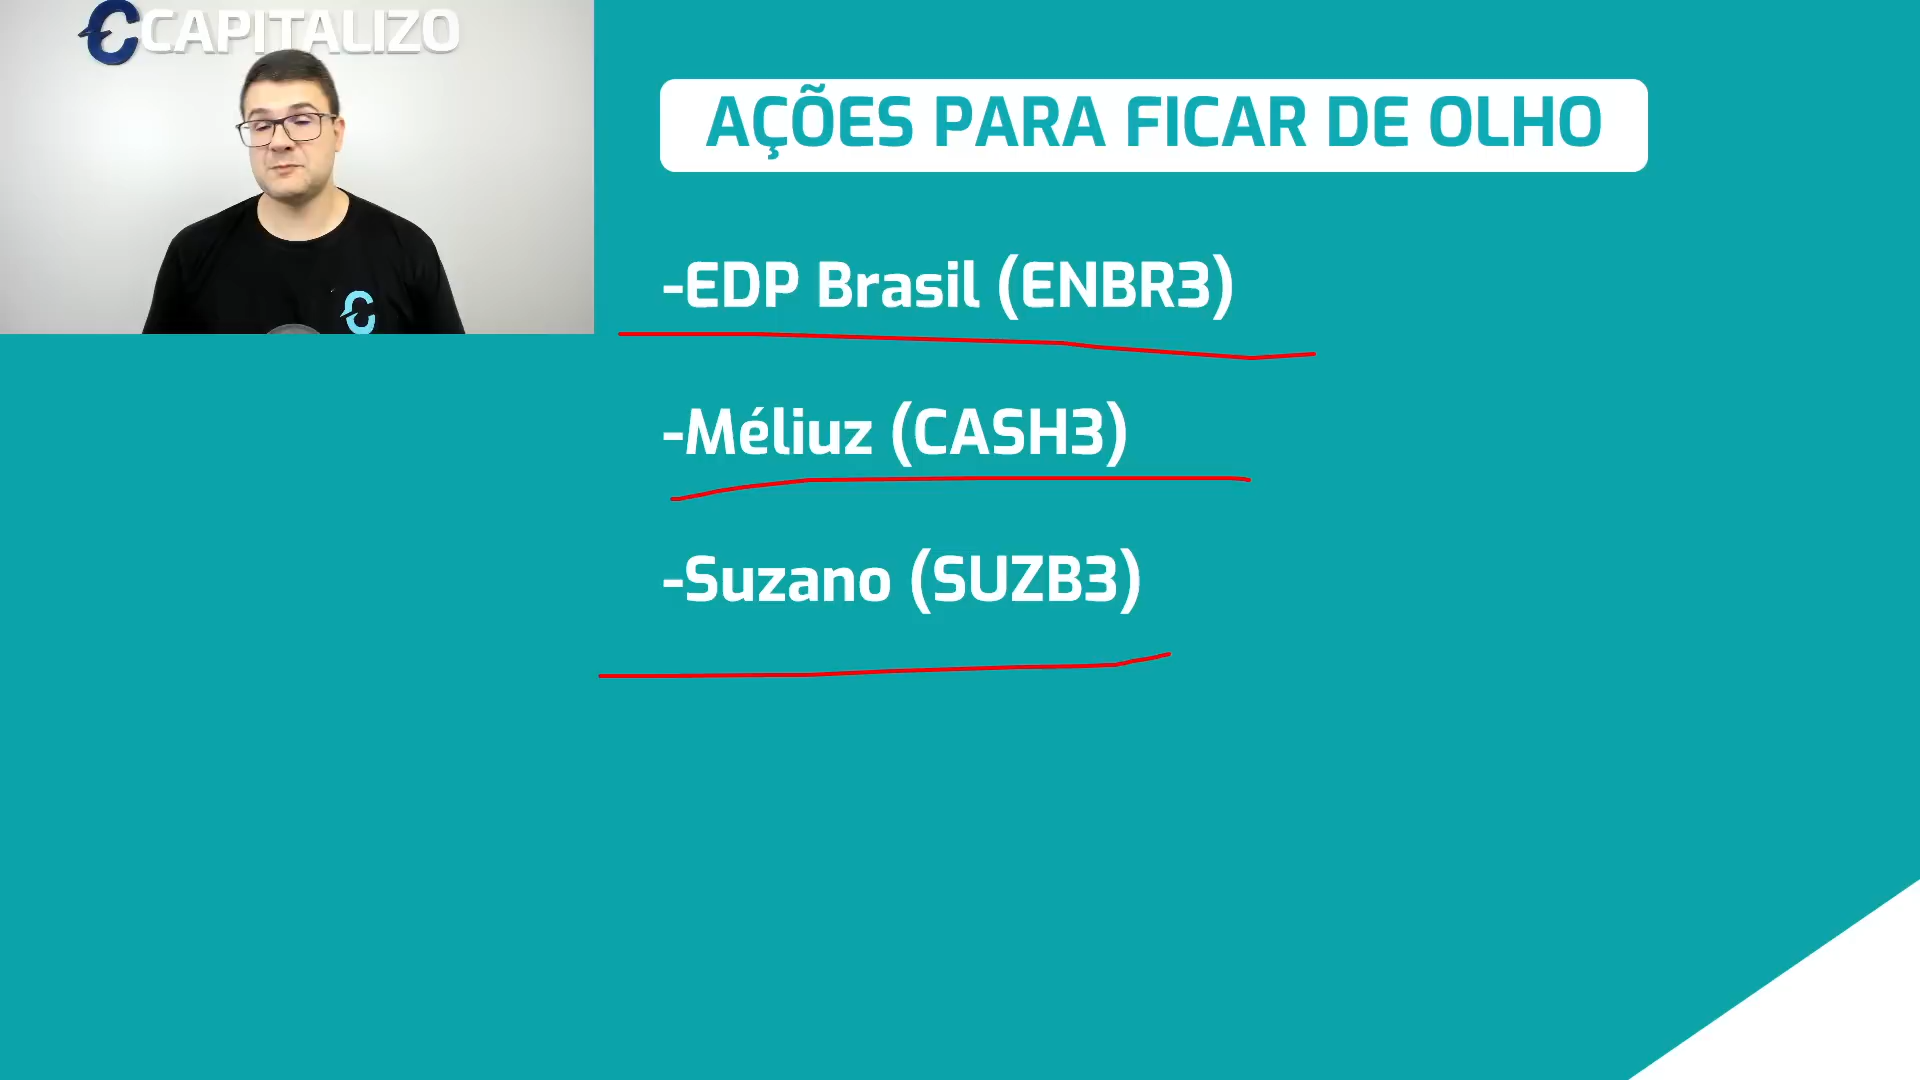 CAPITALIZO
AÇÕES PARA FICAR DE OLHO
-EDP Brasil (ENBR3)
-Méliuz (CASH3)
-Suzano (SUZB3)